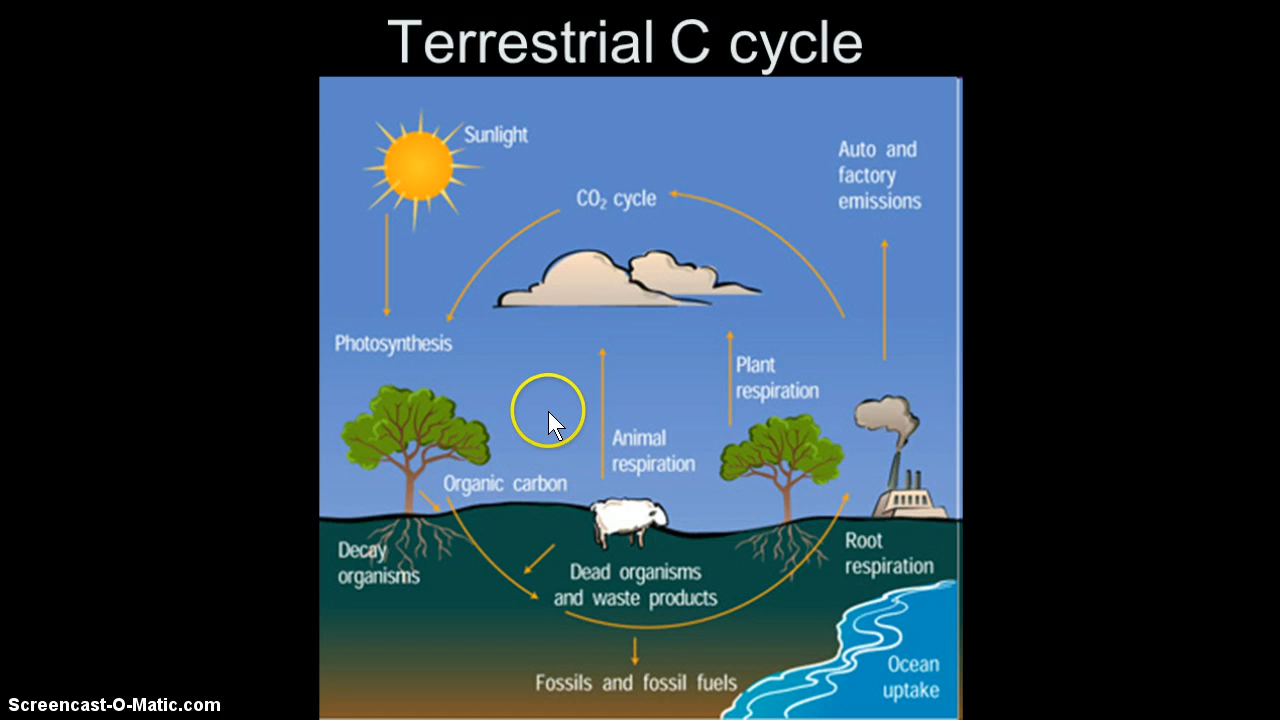 Terrestrial C cycle
Sunlight
Auto and
factory
emissions
CO₂ cycle
Photosynthesis
Plant
respiration
Animal
respiration
Organic carbon
Decay
organisms
Dead organisms
and waste products
Root
respiration
Fossils and fossil fuels
Ocean
uptake
Screencast-O-Matic.com